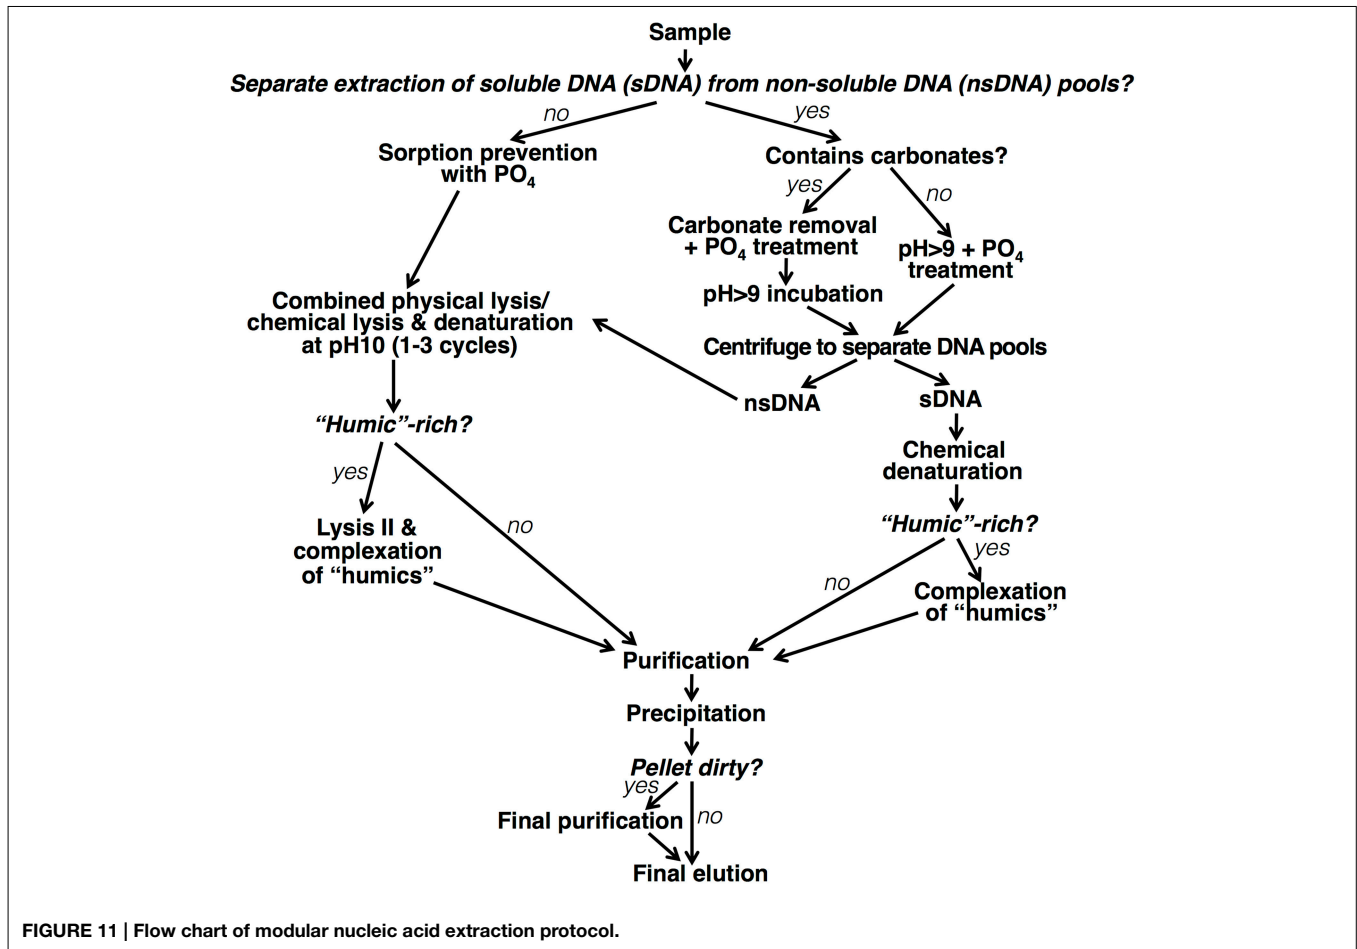 Sample
Separate extraction of soluble DNA (sDNA) from non-soluble DNA (nsDNA) pools?
no
yes
Sorption prevention
with PO4
Contains carbonates?
yes
no
Carbonate removal
+ PO4 treatment
pH>9 + PO4
treatment
pH>9 incubation
Combined physical lysis/
chemical lysis & denaturation
at pH10 (1-3 cycles)
Centrifuge to separate DNA pools
nsDNA
sDNA
"Humic"-rich?
Chemical
denaturation
yes
no
Lysis II &
complexation
of "humics"
"Humic"-rich?
yes
no
Complexation
of "humics"
Purification
Precipitation
Pellet dirty?
yes
no
Final purification
Final elution
FIGURE 11 | Flow chart of modular nucleic acid extraction protocol.